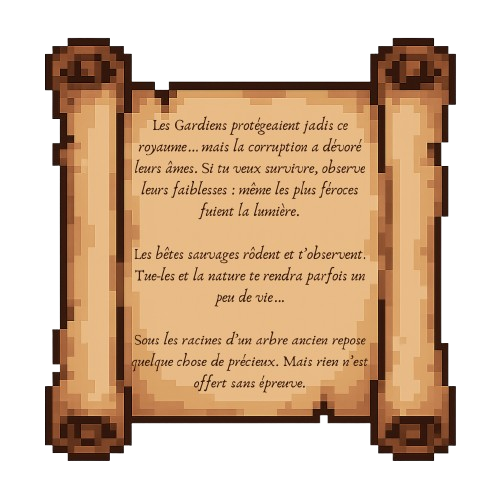 Les Gardiens protégeaient jadis ce
royaume... mais la corruption a dévoré
leurs âmes. Si tu veux survivre, observe
leurs faiblesses : même les plus féroces
fuient la lumière.
Les bêtes sauvages rôdent et t'observent.
Tue-les et la nature te rendra parfois un
peu de vie...
Sous les racines d'un arbre ancien repose
quelque chose de précieux. Mais rien n'est
offert sans épreuve.